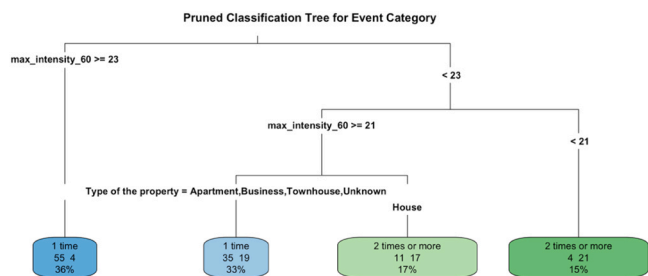 Pruned Classification Tree for Event Category
max_intensity_60 >= 23
< 23
max_intensity_60 >= 21
< 21
Type of the property = Apartment,Business,Townhouse,Unknown
House
1 time
55 4
36%
1 time
35 19
33%
2 times or more
11 17
17%
2 times or more
4 21
15%